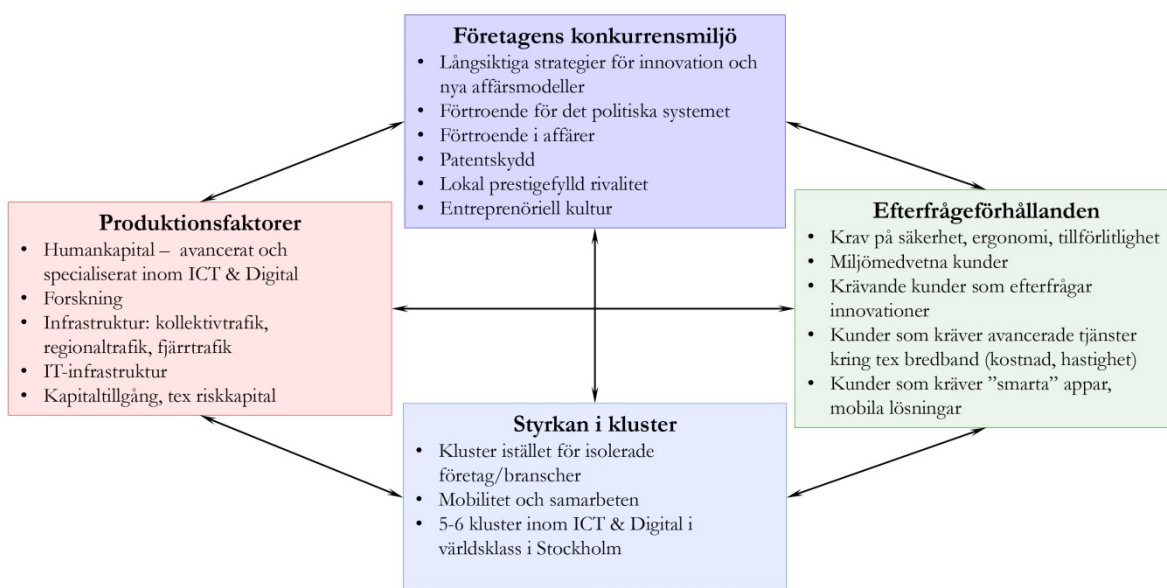 Företagens konkurrensmiljö
• Långsiktiga strategier för innovation och
nya affärsmodeller
• Förtroende för det politiska systemet
• Förtroende i affärer
• Patentskydd
• Lokal prestigefylld rivalitet
• Entreprenöriell kultur
Produktionsfaktorer
• Humankapital – avancerat och
specialiserat inom ICT & Digital
• Forskning
• Infrastruktur: kollektivtrafik,
regionaltrafik, fjärrtrafik
• IT-infrastruktur
• Kapitaltillgång, tex riskkapital
Efterfrågeförhållanden
• Krav på säkerhet, ergonomi, tillförlitlighet
• Miljömedvetna kunder
• Krävande kunder som efterfrågar
innovationer
• Kunder som kräver avancerade tjänster
kring tex bredband (kostnad, hastighet)
• Kunder som kräver ”smarta” appar,
mobila lösningar
Styrkan i kluster
• Kluster istället för isolerade
företag/branscher
• Mobilitet och samarbeten
• 5-6 kluster inom ICT & Digital i
världsklass i Stockholm